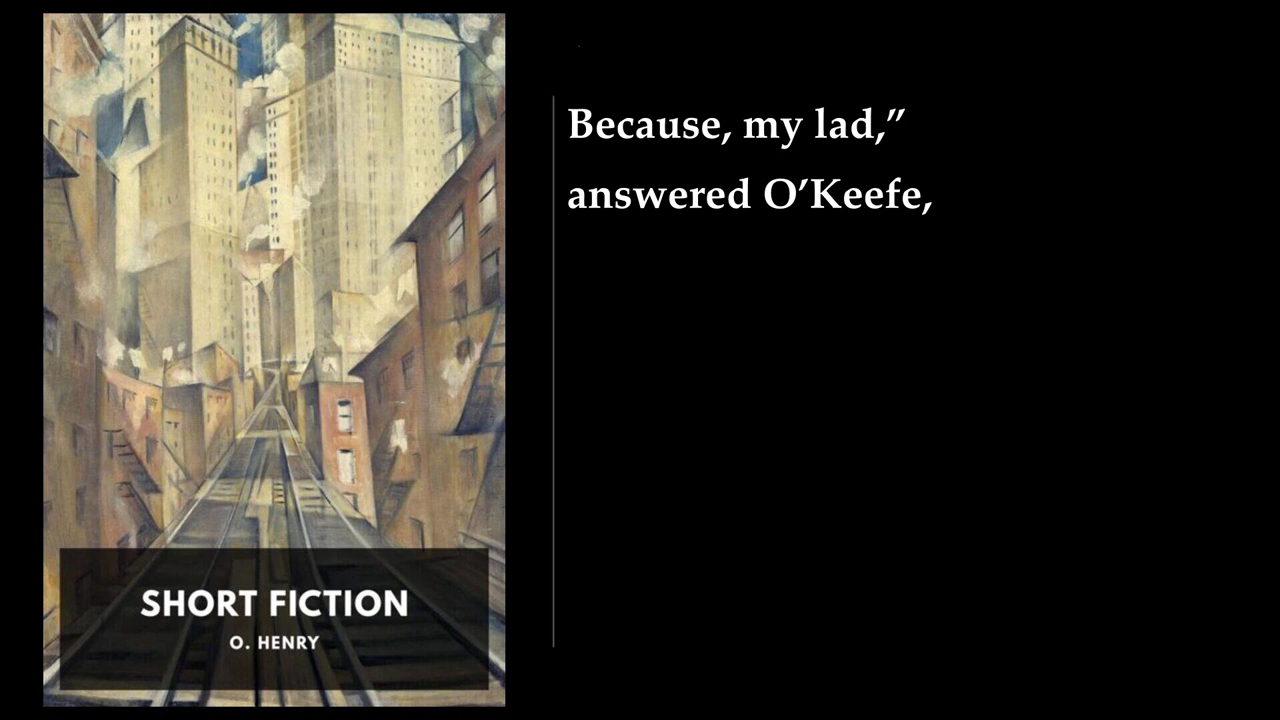 SHORT FICTION
O. HENRY
Because, my lad,”
answered O’Keefe,